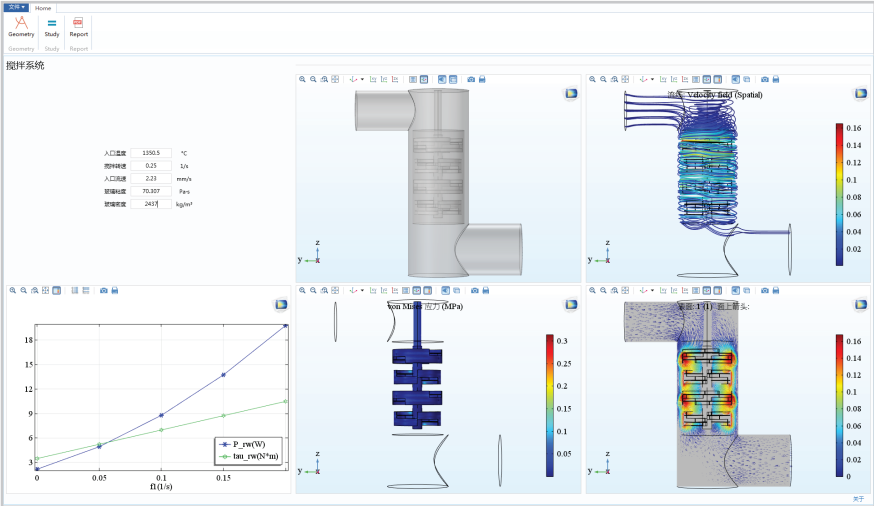 文件 ▾ Home
Geometry Study Report
Geometry Study Report
搅拌系统
入口温度 1350.5 °C
搅拌转速 0.25 1/s
入口流速 2.23 mm/s
玻璃粘度 70.307 Pa·s
玻璃密度 2437 kg/m³
z
y x
流线: Velocity field (Spatial)
0.16
0.14
0.12
0.1
0.08
0.06
0.04
0.02
z
y x
18
15
12
9
6
3
0 0.05 0.1 0.15
f1(1/s)
P_rw(W)
tau_rw(N*m)
von Mises 应力 (MPa)
0.3
0.25
0.2
0.15
0.1
0.05
z
y x
1 (1) 面上箭头:
0.16
0.14
0.12
0.1
0.08
0.06
0.04
0.02
0
z
y x
关于